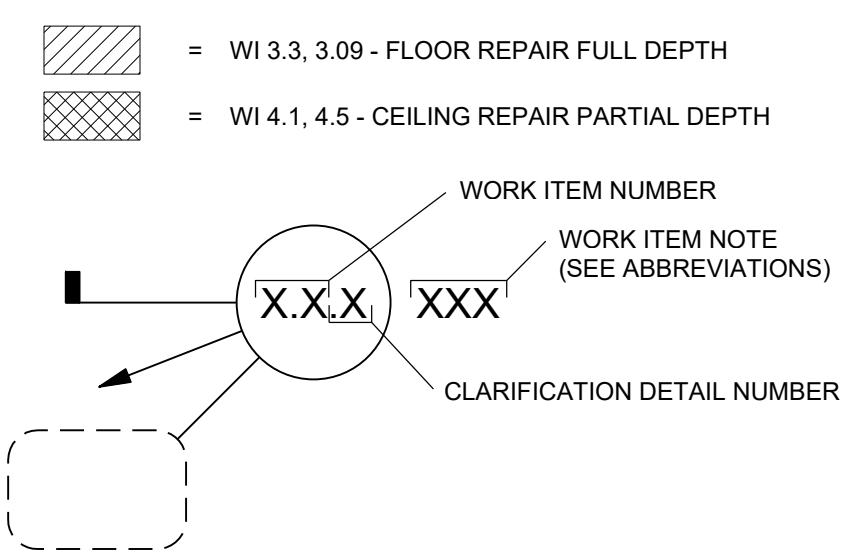 = WI 3.3, 3.09 - FLOOR REPAIR FULL DEPTH
= WI 4.1, 4.5 - CEILING REPAIR PARTIAL DEPTH
WORK ITEM NUMBER
WORK ITEM NOTE
(SEE ABBREVIATIONS)
X.X.X XXX
CLARIFICATION DETAIL NUMBER